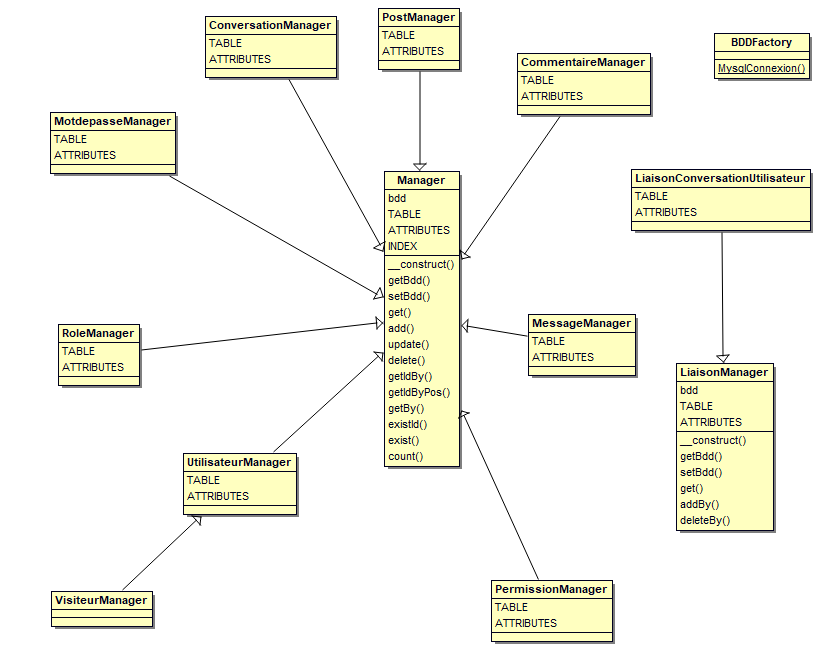 ConversationManager
TABLE
ATTRIBUTES
PostManager
TABLE
ATTRIBUTES
CommentaireManager
TABLE
ATTRIBUTES
BDDFactory
MysqlConnexion()
MotdepasseManager
TABLE
ATTRIBUTES
Manager
bdd
TABLE
ATTRIBUTES
INDEX
__construct()
getBdd()
setBdd()
get()
add()
update()
delete()
getIdBy()
getIdByPos()
getBy()
existId()
exist()
count()
LiaisonConversationUtilisateur
TABLE
ATTRIBUTES
RoleManager
TABLE
ATTRIBUTES
MessageManager
TABLE
ATTRIBUTES
LiaisonManager
bdd
TABLE
ATTRIBUTES
__construct()
getBdd()
setBdd()
get()
addBy()
deleteBy()
UtilisateurManager
TABLE
ATTRIBUTES
VisiteurManager
PermissionManager
TABLE
ATTRIBUTES